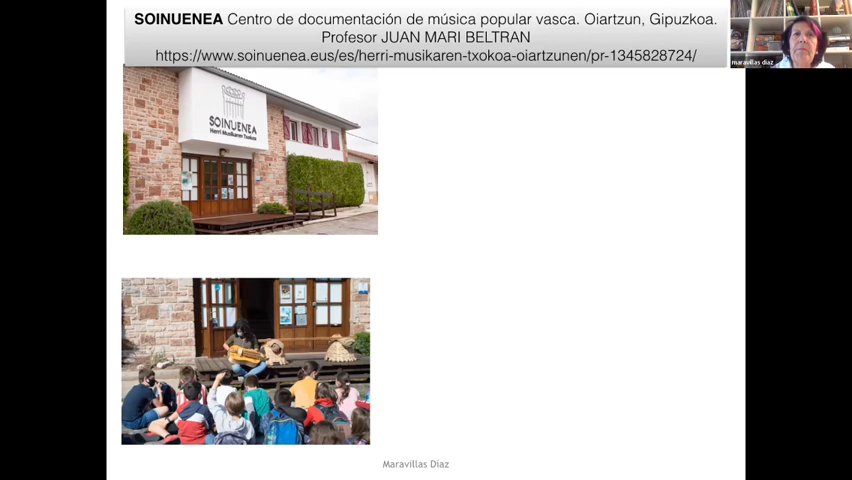 SOINUENEA Centro de documentación de música popular vasca. Oiartzun, Gipuzkoa.
Profesor JUAN MARI BELTRAN
https://www.soinuenea.eus/es/herri-musikaren-txokoa-oiartzunen/pr-1345828724/
maravillas diaz
SOINUENEA
Herri Musikaren Txokoa
Maravillas Díaz